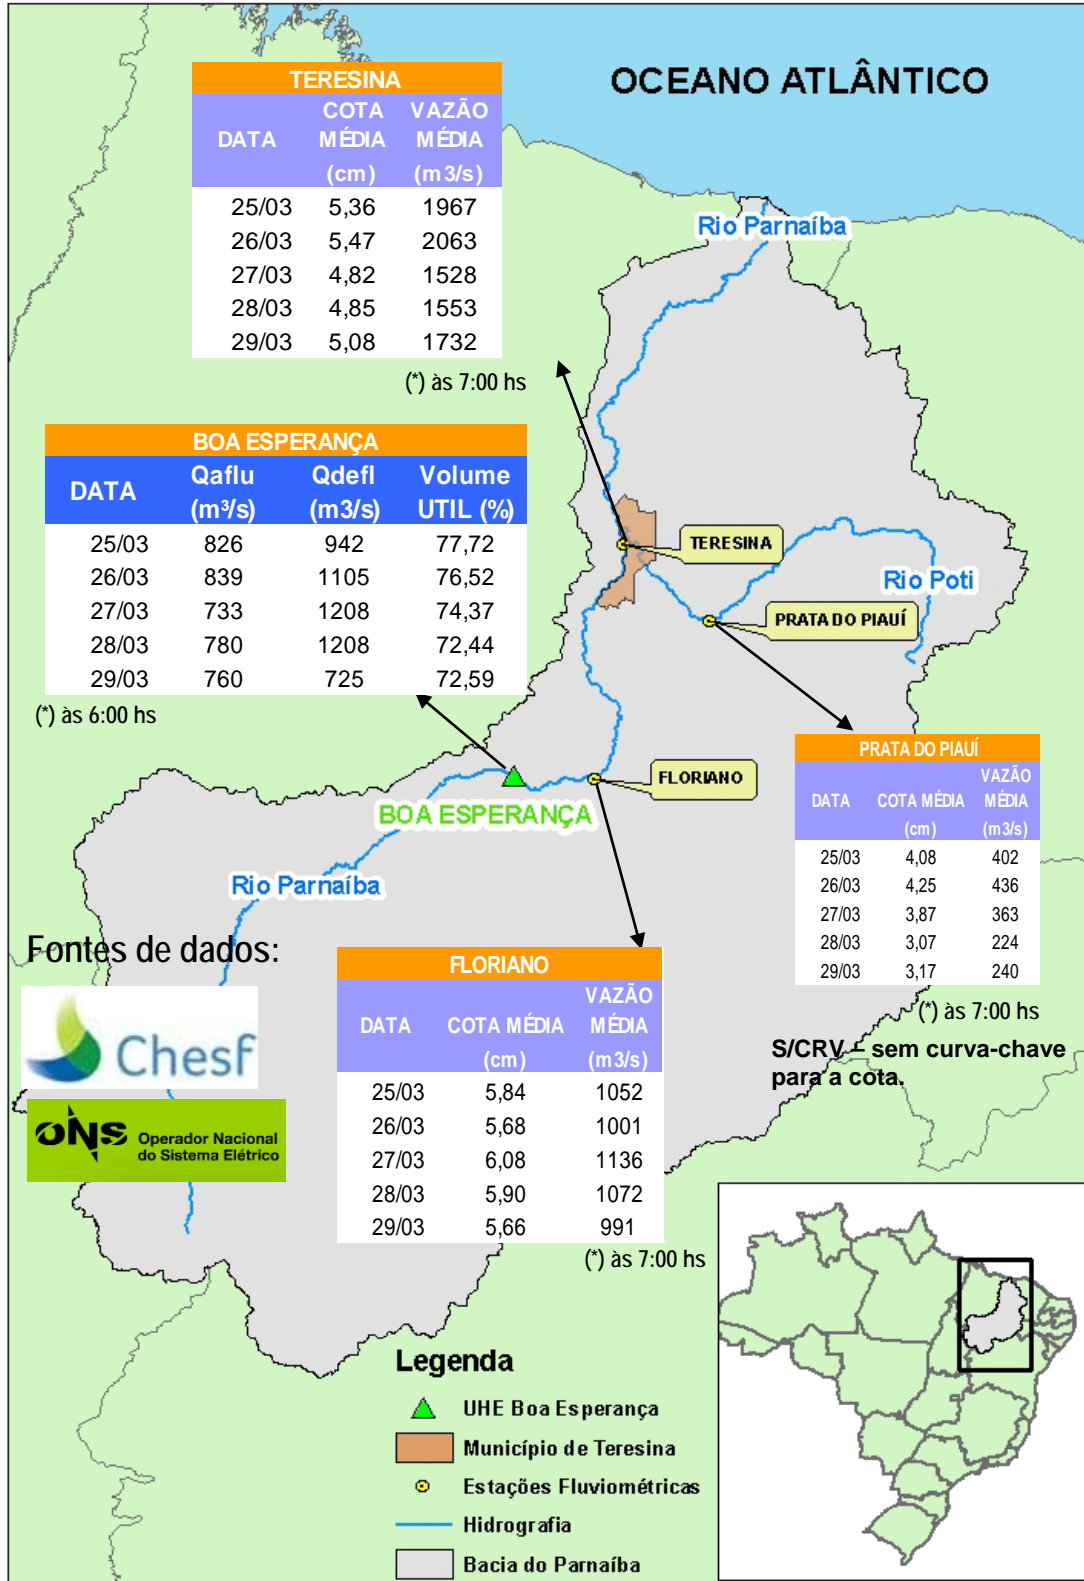 OCEANO ATLÂNTICO
TERESINA
DATA COTA MÉDIA (cm) VAZÃO MÉDIA (m3/s)
25/03 5,36 1967
26/03 5,47 2063
27/03 4,82 1528
28/03 4,85 1553
29/03 5,08 1732
(*) às 7:00 hs
Rio Parnaíba
BOA ESPERANÇA
DATA Qaflu (m³/s) Qdefl (m3/s) Volume UTIL (%)
25/03 826 942 77,72
26/03 839 1105 76,52
27/03 733 1208 74,37
28/03 780 1208 72,44
29/03 760 725 72,59
(*) às 6:00 hs
TERESINA
Rio Poti
PRATA DO PIAUÍ
FLORIANO
BOA ESPERANÇA
Rio Parnaíba
PRATA DO PIAUÍ
DATA COTA MÉDIA (cm) VAZÃO MÉDIA (m3/s)
25/03 4,08 402
26/03 4,25 436
27/03 3,87 363
28/03 3,07 224
29/03 3,17 240
(*) às 7:00 hs
S/CRV – sem curva-chave
para a cota.
Fontes de dados:
Chesf
ONS Operador Nacional
do Sistema Elétrico
FLORIANO
DATA COTA MÉDIA (cm) VAZÃO MÉDIA (m3/s)
25/03 5,84 1052
26/03 5,68 1001
27/03 6,08 1136
28/03 5,90 1072
29/03 5,66 991
(*) às 7:00 hs
Legenda
UHE Boa Esperança
Município de Teresina
Estações Fluviométricas
Hidrografia
Bacia do Parnaíba